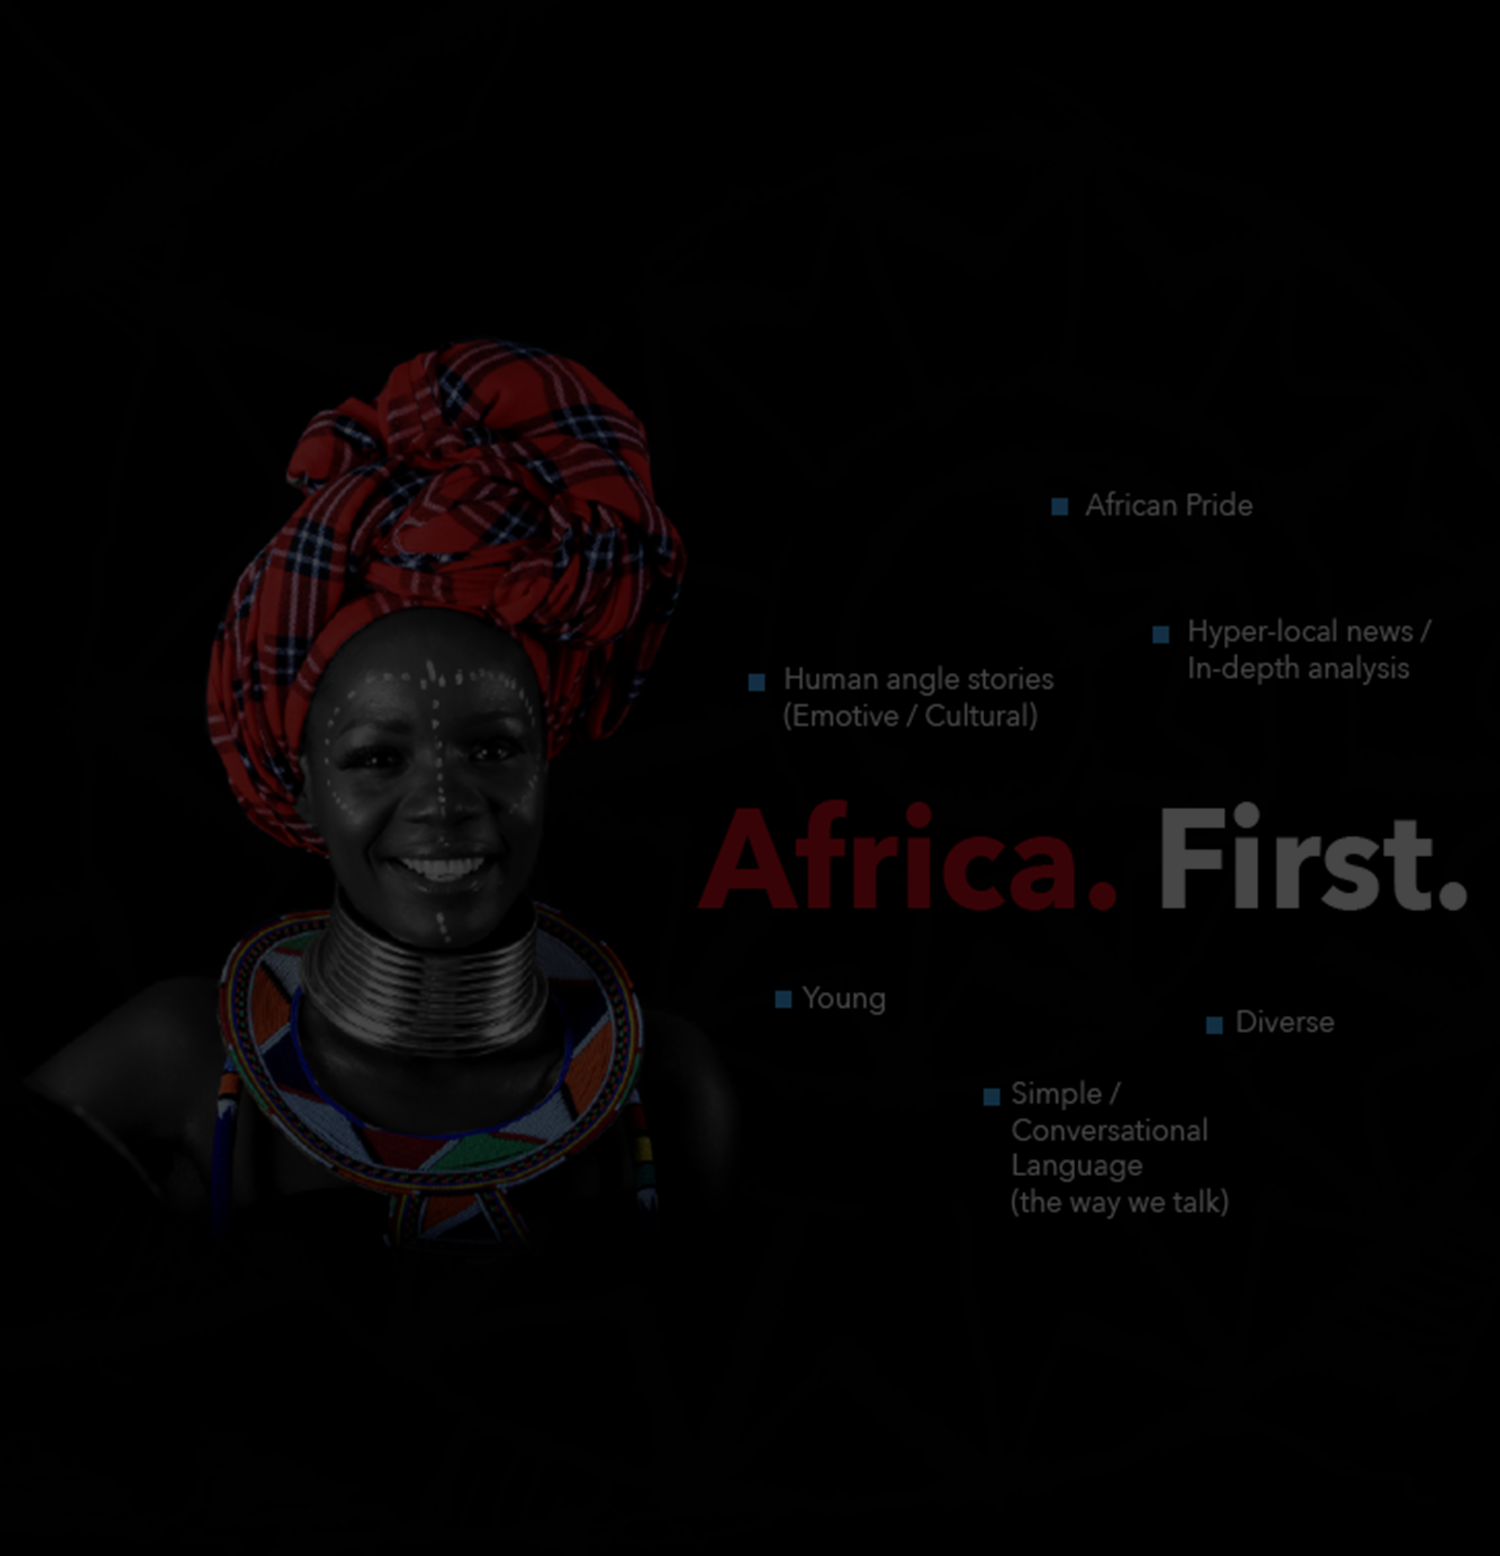 African Pride
Hyper-local news /
In-depth analysis
Human angle stories
(Emotive / Cultural)
Africa. First.
Young
Diverse
Simple /
Conversational
Language
(the way we talk)